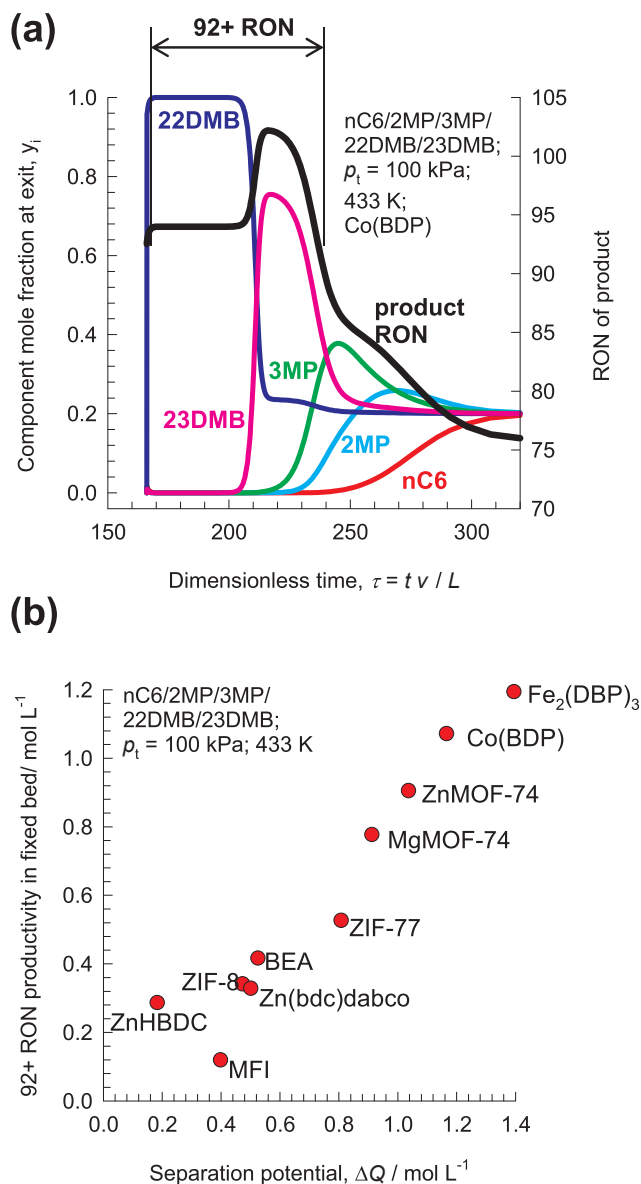 (a)
92+ RON
1.0
0.8
0.6
0.4
0.2
0.0
Component mole fraction at exit, yᵢ
22DMB
nC6/2MP/3MP/
22DMB/23DMB;
pₜ = 100 kPa;
433 K;
Co(BDP)
product
RON
3MP
23DMB
2MP
nC6
105
100
95
90
85
80
75
70
RON of product
150 200 250 300
Dimensionless time, τ = t v / L
(b)
1.2
1.0
0.8
0.6
0.4
0.2
0.0
92+ RON productivity in fixed bed/ mol L⁻¹
nC6/2MP/3MP/
22DMB/23DMB;
pₜ = 100 kPa; 433 K
Fe₂(DBP)₃
Co(BDP)
ZnMOF-74
MgMOF-74
ZIF-77
BEA
ZIF-8
Zn(bdc)dabco
ZnHBDC
MFI
0.0 0.2 0.4 0.6 0.8 1.0 1.2 1.4
Separation potential, ΔQ / mol L⁻¹